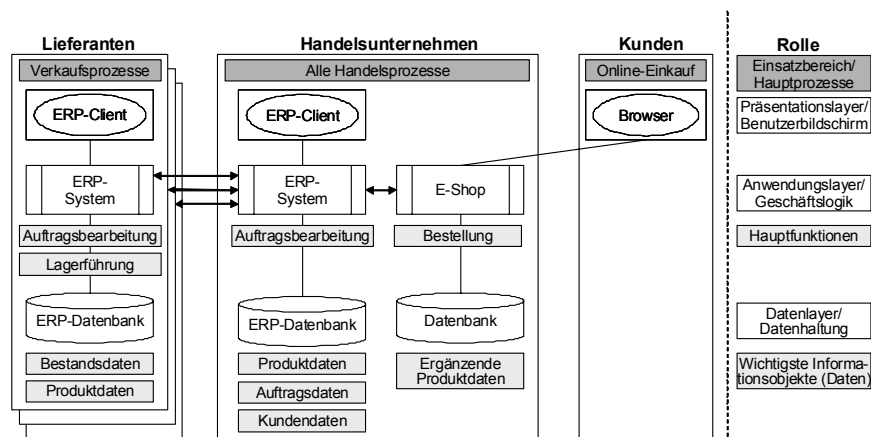 Lieferanten
Verkaufsprozesse
ERP-Client
ERP-
System
Auftragsbearbeitung
Lagerführung
ERP-Datenbank
Bestandsdaten
Produktdaten
Handelsunternehmen
Alle Handelsprozesse
ERP-Client
ERP-
System
Auftragsbearbeitung
ERP-Datenbank
Produktdaten
Auftragsdaten
Kundendaten
E-Shop
Bestellung
Datenbank
Ergänzende
Produktdaten
Kunden
Online-Einkauf
Browser
Rolle
Einsatzbereich/
Hauptprozesse
Präsentationslayer/
Benutzerbildschirm
Anwendungslayer/
Geschäftslogik
Hauptfunktionen
Datenlayer/
Datenhaltung
Wichtigste Informa-
tionsobjekte (Daten)